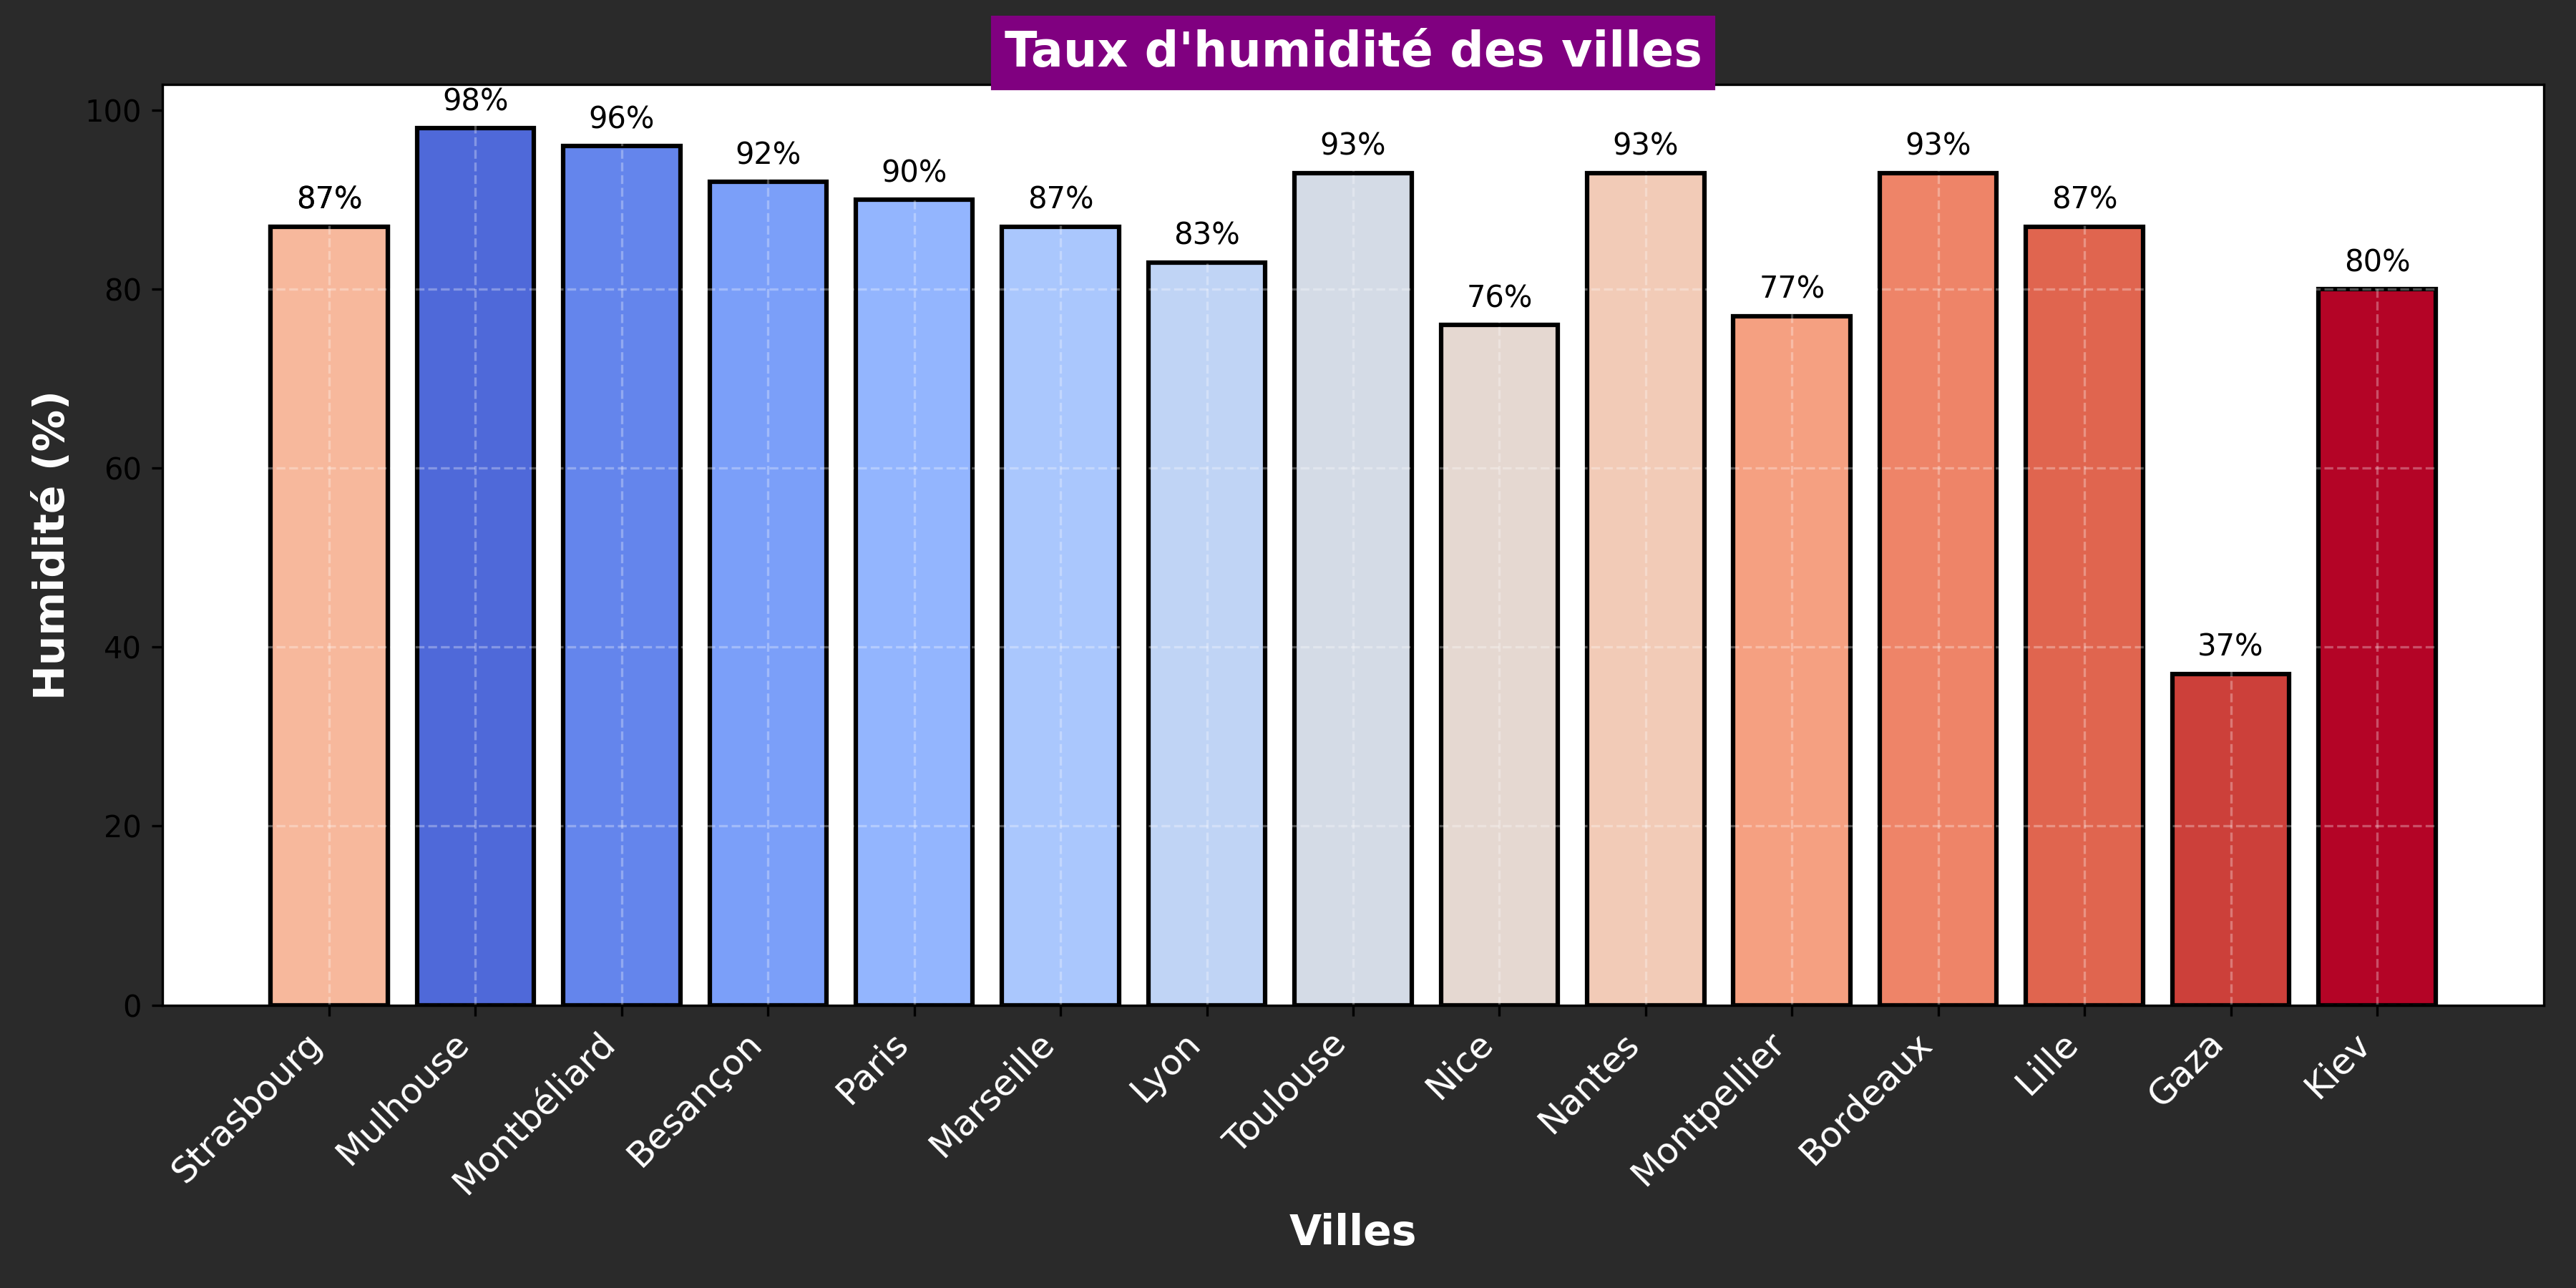 Taux d'humidité des villes
Humidité (%)
100
80
60
40
20
0
87%
98%
96%
92%
90%
87%
83%
93%
76%
93%
77%
93%
87%
37%
80%
Strasbourg
Mulhouse
Montbéliard
Besançon
Paris
Marseille
Lyon
Toulouse
Nice
Nantes
Montpellier
Bordeaux
Lille
Gaza
Kiev
Villes